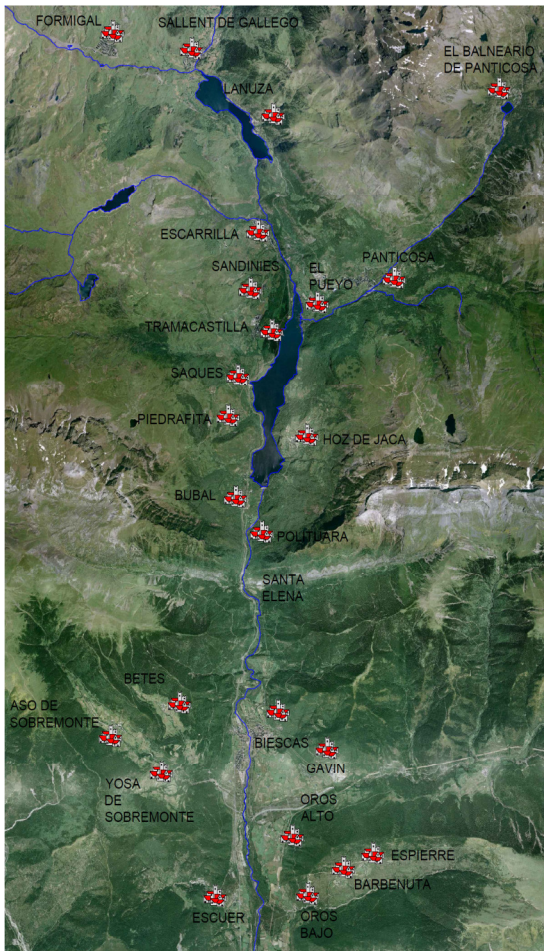 FORMIGAL
SALLENT DE GALLEGO
EL BALNEARIO
DE PANTICOSA
LANUZA
ESCARRILLA
SANDINIES
EL
PUEYO
PANTICOSA
TRAMACASTILLA
SAQUES
PIEDRAFITA
HOZ DE JACA
BUBAL
POLITUARA
SANTA
ELENA
BETES
ASO DE
SOBREMONTE
BIESCAS
GAVIN
YOSA
DE
SOBREMONTE
OROS
ALTO
ESPIERRE
BARBENUTA
ESCUER
OROS
BAJO